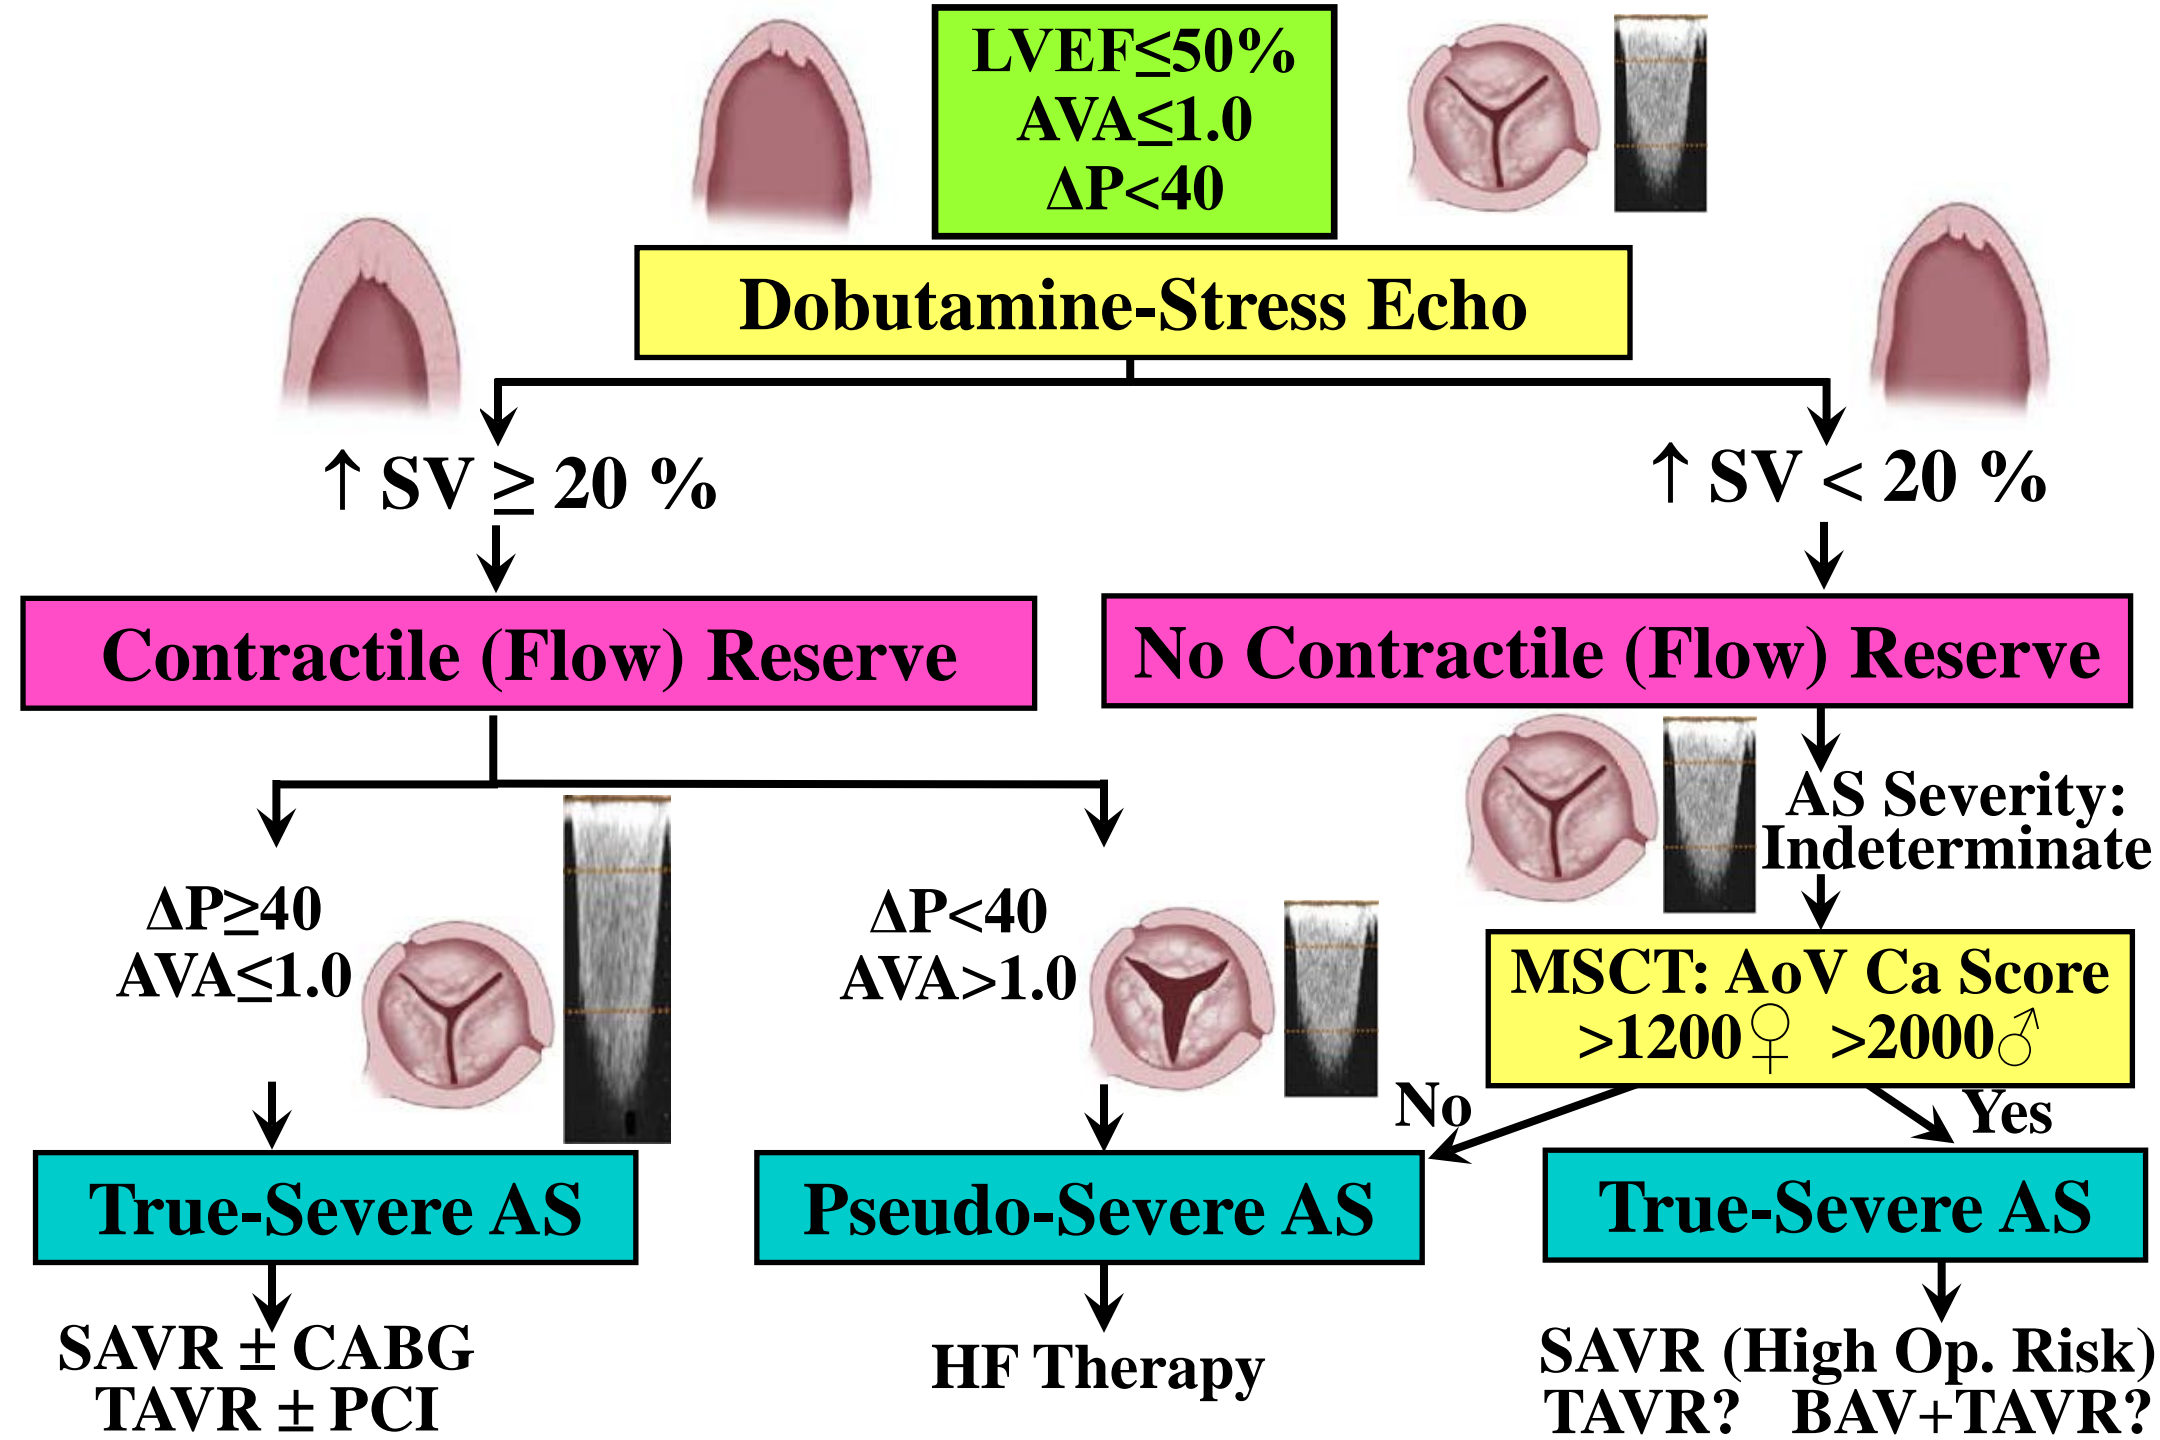 LVEF≤50%
AVA≤1.0
ΔP<40
Dobutamine-Stress Echo
↑ SV ≥ 20 %
↑ SV < 20 %
Contractile (Flow) Reserve
No Contractile (Flow) Reserve
AS Severity:
Indeterminate
ΔP≥40
AVA≤1.0
ΔP<40
AVA>1.0
MSCT: AoV Ca Score
>1200♀ >2000♂
No
Yes
True-Severe AS
Pseudo-Severe AS
True-Severe AS
SAVR ± CABG
TAVR ± PCI
HF Therapy
SAVR (High Op. Risk)
TAVR? BAV+TAVR?